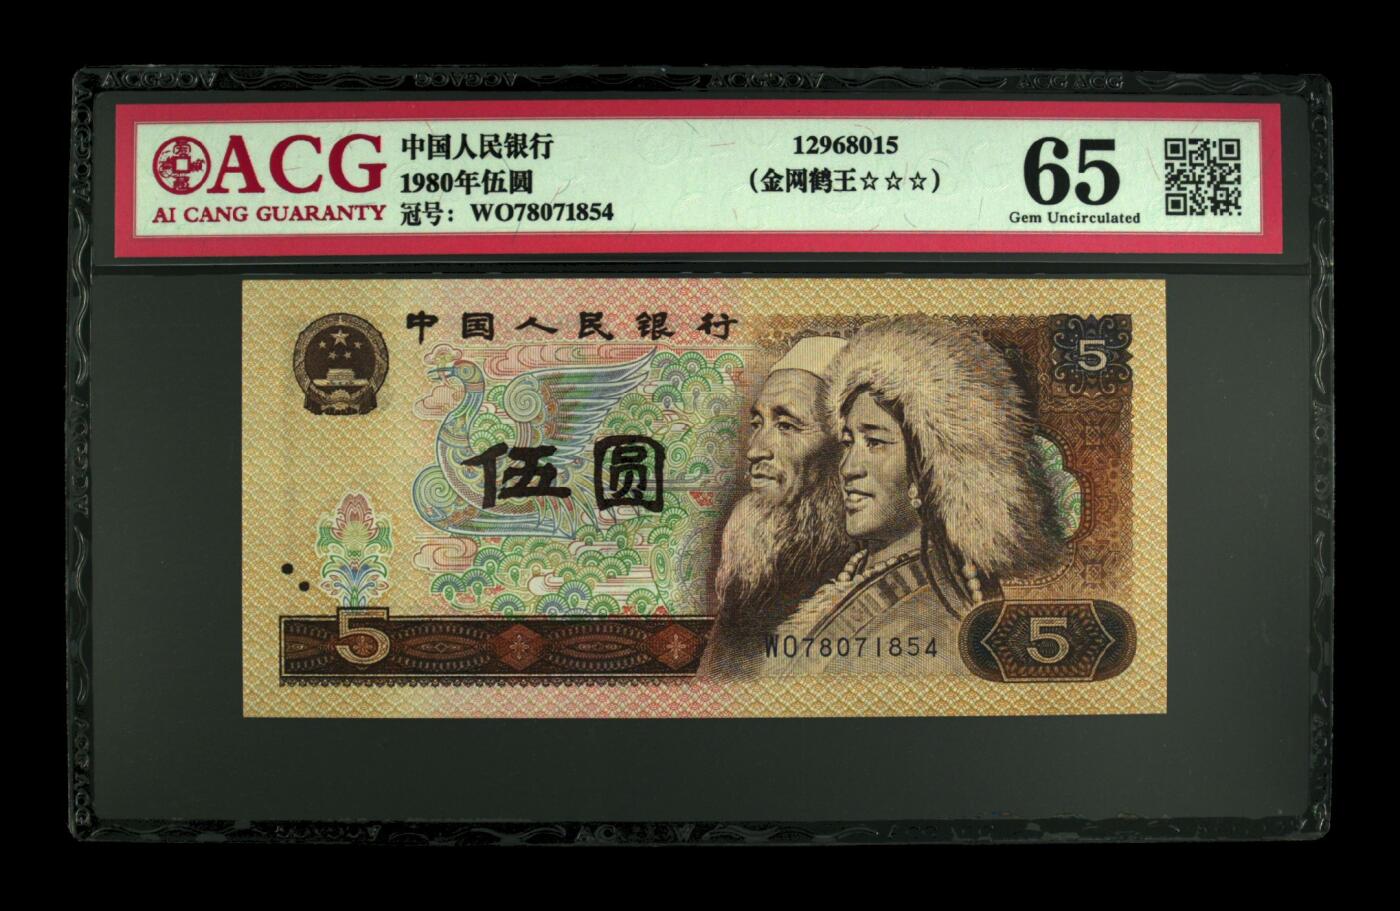 ACG
AI CANG GUARANTY
中国人民银行
1980年伍圆
冠号：WO78071854
12968015
（金网鹤王☆☆☆）
65
Gem Uncirculated
中国人民银行
5
伍圆
5
WO78071854
5